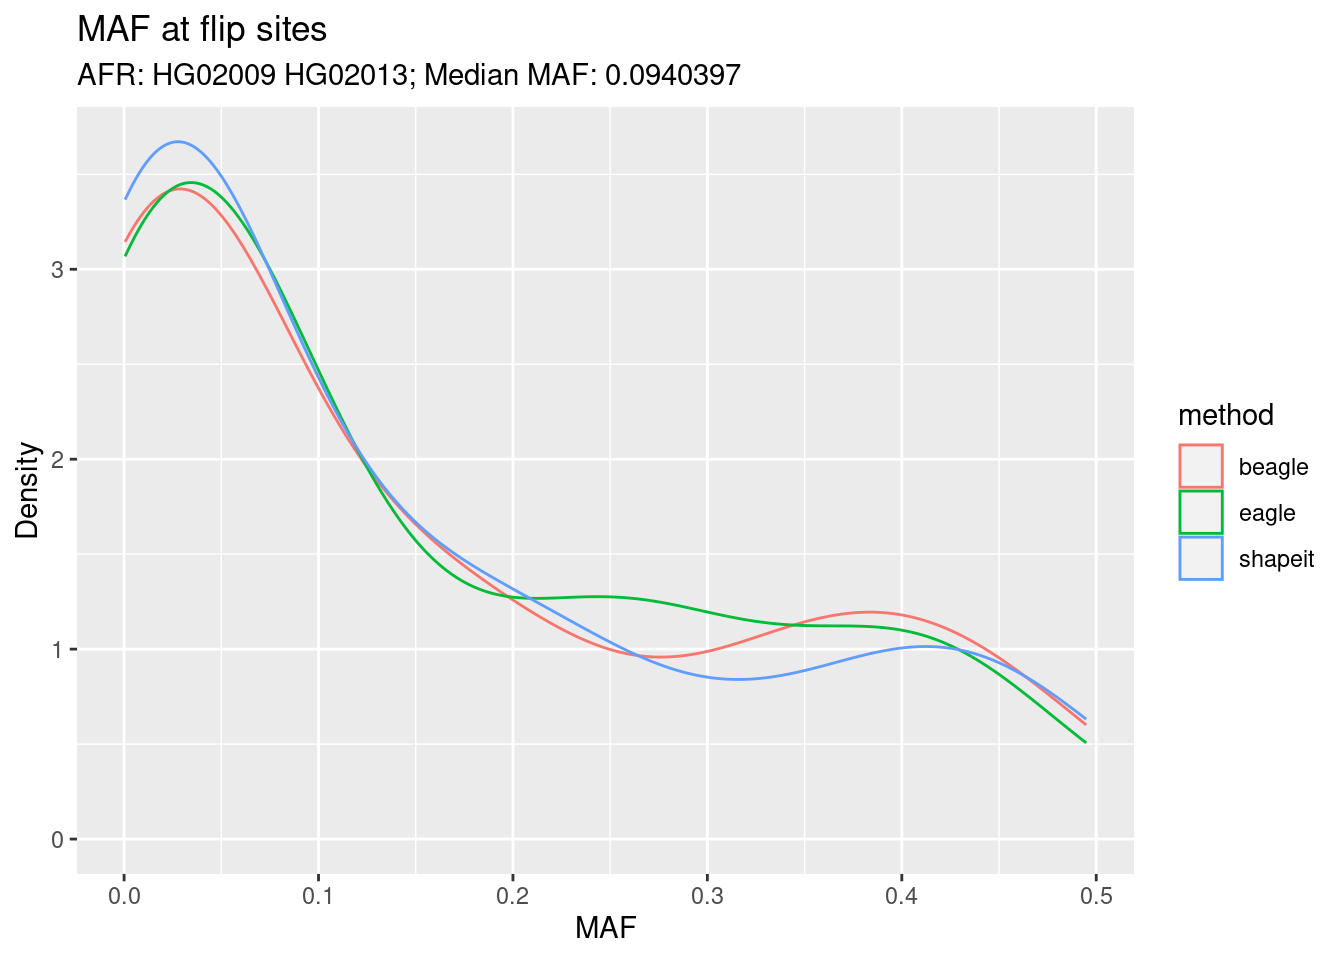 MAF at flip sites
AFR: HG02009 HG02013; Median MAF: 0.0940397
Density
3
2
1
0
0.0 0.1 0.2 0.3 0.4 0.5
MAF
method
beagle
eagle
shapeit